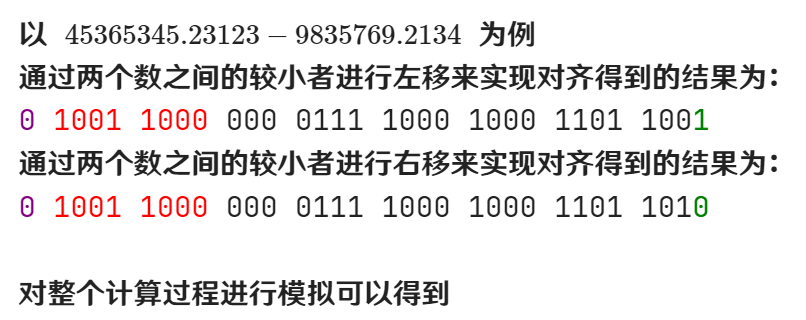 以 45365345.23123 − 9835769.2134 为例
通过两个数之间的较小者进行左移来实现对齐得到的结果为：
0 1001 1000 000 0111 1000 1000 1101 1001
通过两个数之间的较小者进行右移来实现对齐得到的结果为：
0 1001 1000 000 0111 1000 1000 1101 1010
对整个计算过程进行模拟可以得到